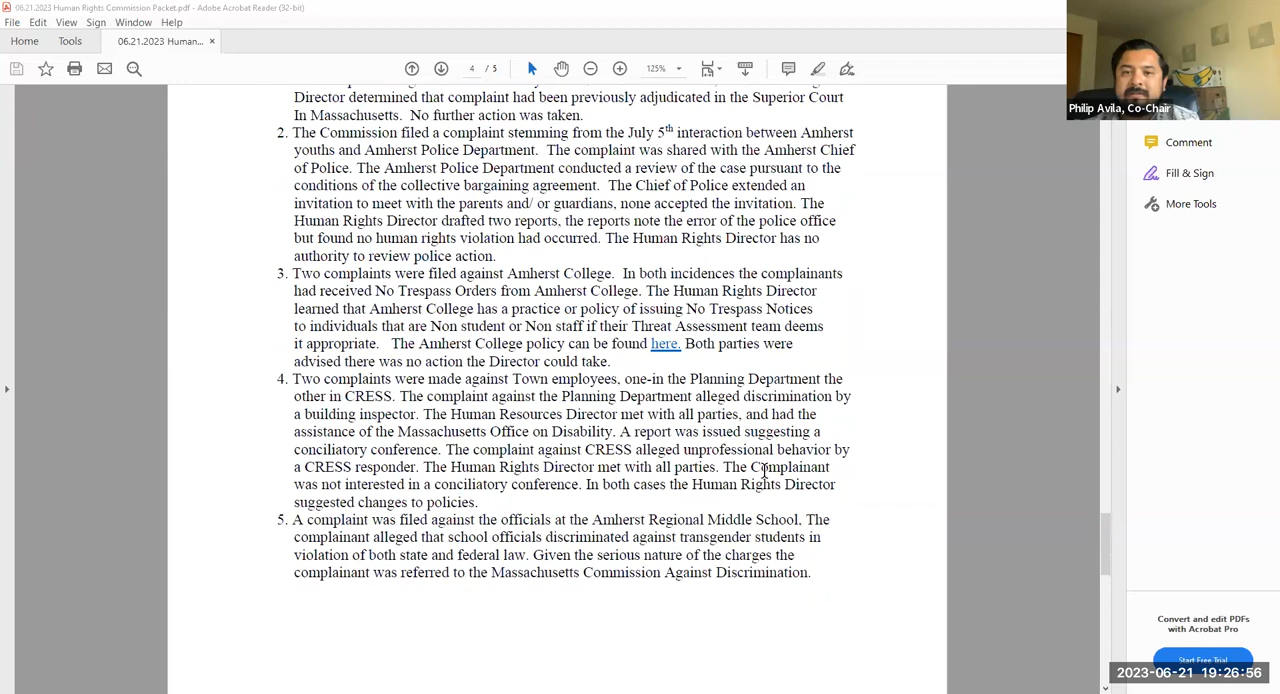 06.21.2023 Human Rights Commission Packet.pdf - Adobe Acrobat Reader (32-bit)
File Edit View Sign Window Help
Home Tools 06.21.2023 Human... ×
4 / 5 125%
Philip Avila, Co-Chair
Comment
Fill & Sign
More Tools
Director determined that complaint had been previously adjudicated in the Superior Court
In Massachusetts. No further action was taken.
2. The Commission filed a complaint stemming from the July 5th interaction between Amherst
youths and Amherst Police Department. The complaint was shared with the Amherst Chief
of Police. The Amherst Police Department conducted a review of the case pursuant to the
conditions of the collective bargaining agreement. The Chief of Police extended an
invitation to meet with the parents and/ or guardians, none accepted the invitation. The
Human Rights Director drafted two reports, the reports note the error of the police office
but found no human rights violation had occurred. The Human Rights Director has no
authority to review police action.
3. Two complaints were filed against Amherst College. In both incidences the complainants
had received No Trespass Orders from Amherst College. The Human Rights Director
learned that Amherst College has a practice or policy of issuing No Trespass Notices
to individuals that are Non student or Non staff if their Threat Assessment team deems
it appropriate. The Amherst College policy can be found here. Both parties were
advised there was no action the Director could take.
4. Two complaints were made against Town employees, one-in the Planning Department the
other in CRESS. The complaint against the Planning Department alleged discrimination by
a building inspector. The Human Resources Director met with all parties, and had the
assistance of the Massachusetts Office on Disability. A report was issued suggesting a
conciliatory conference. The complaint against CRESS alleged unprofessional behavior by
a CRESS responder. The Human Rights Director met with all parties. The Complainant
was not interested in a conciliatory conference. In both cases the Human Rights Director
suggested changes to policies.
5. A complaint was filed against the officials at the Amherst Regional Middle School, The
complainant alleged that school officials discriminated against transgender students in
violation of both state and federal law. Given the serious nature of the charges the
complainant was referred to the Massachusetts Commission Against Discrimination.
Convert and edit PDFs
with Acrobat Pro
Start Free Trial
2023-06-21 19:26:56